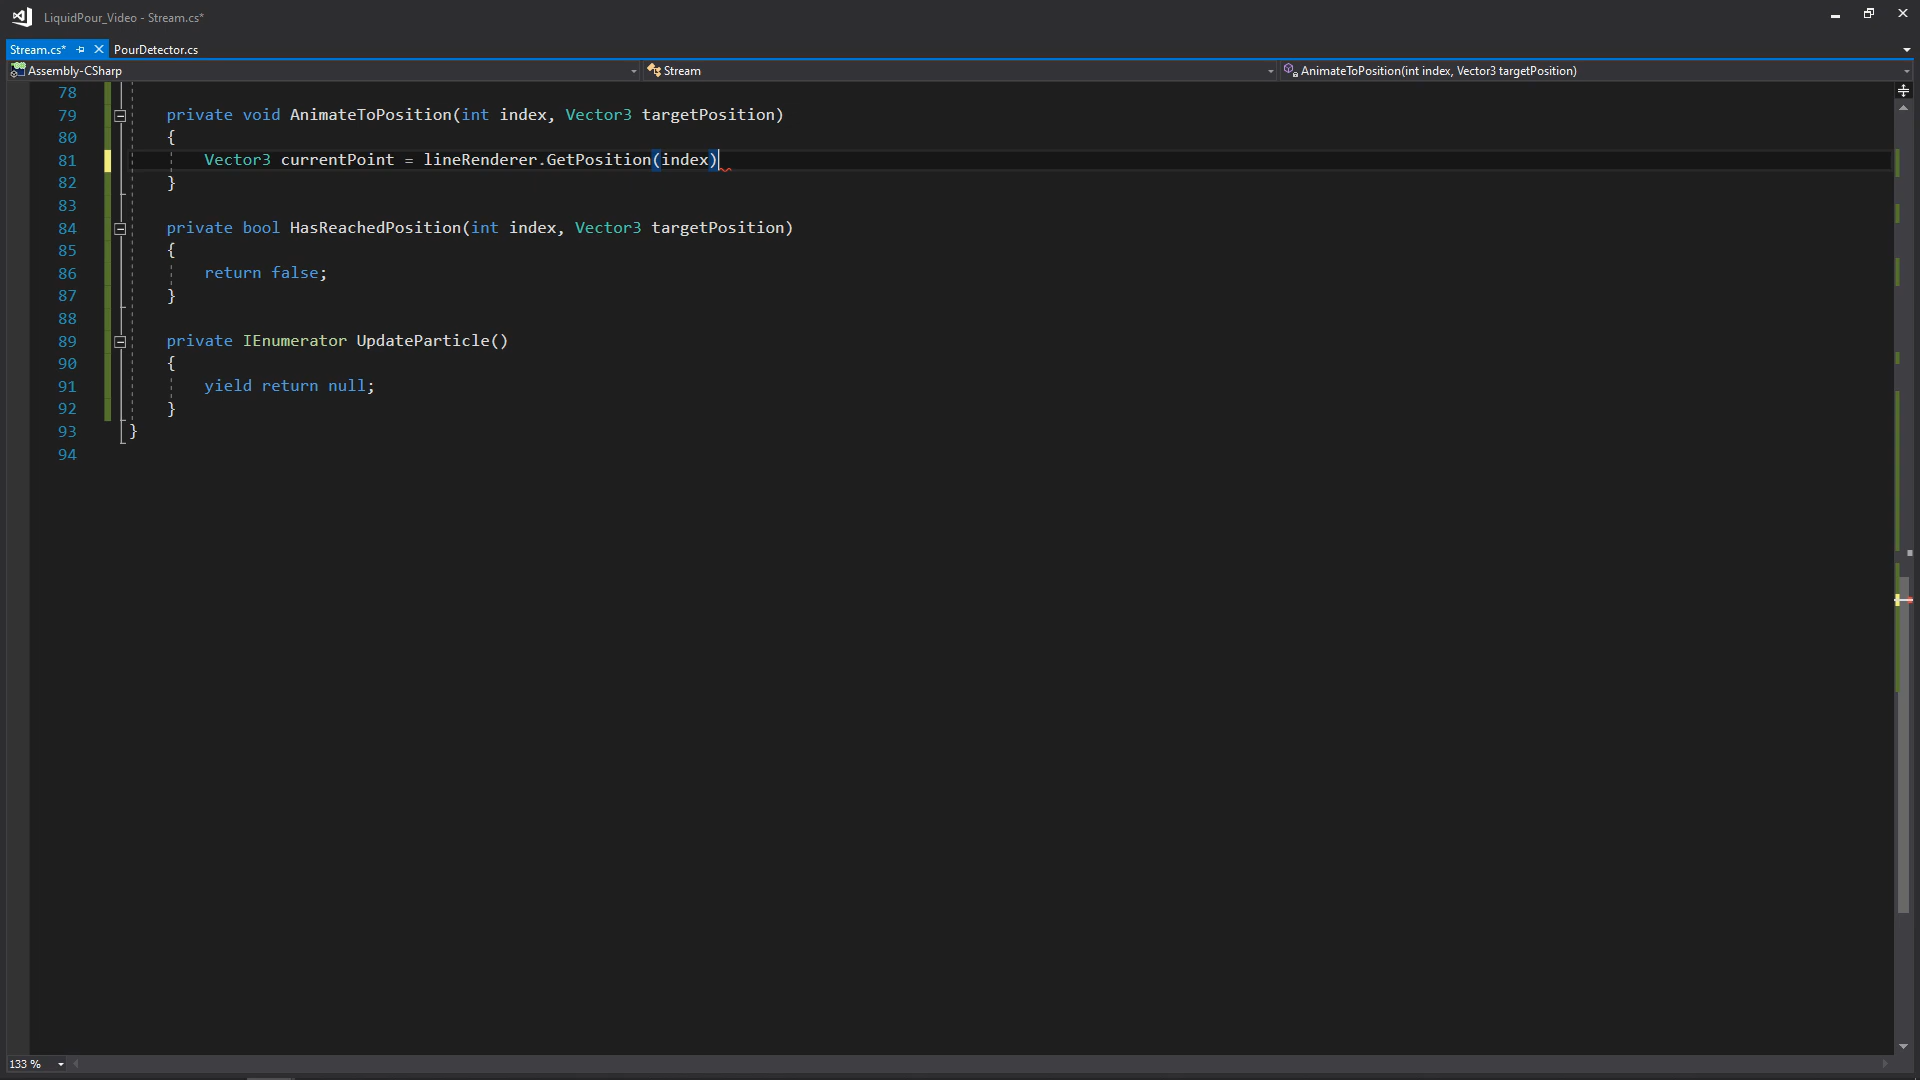 LiquidPour_Video - Stream.cs*
Stream.cs*
PourDetector.cs
Assembly-CSharp
Stream
AnimateToPosition(int index, Vector3 targetPosition)
78
79 private void AnimateToPosition(int index, Vector3 targetPosition)
80 {
81 Vector3 currentPoint = lineRenderer.GetPosition(index)
82 }
83
84 private bool HasReachedPosition(int index, Vector3 targetPosition)
85 {
86 return false;
87 }
88
89 private IEnumerator UpdateParticle()
90 {
91 yield return null;
92 }
93 }
94
133 %